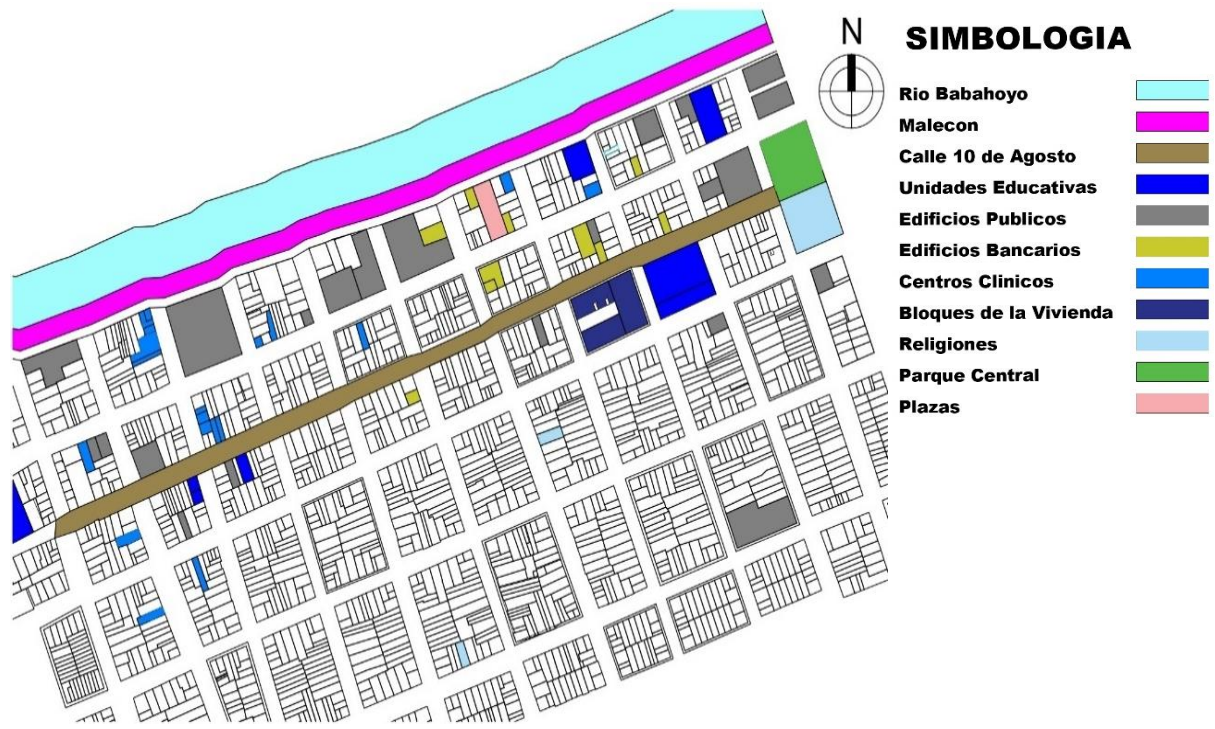 N
SIMBOLOGIA
Rio Babahoyo
Malecon
Calle 10 de Agosto
Unidades Educativas
Edificios Publicos
Edificios Bancarios
Centros Clinicos
Bloques de la Vivienda
Religiones
Parque Central
Plazas